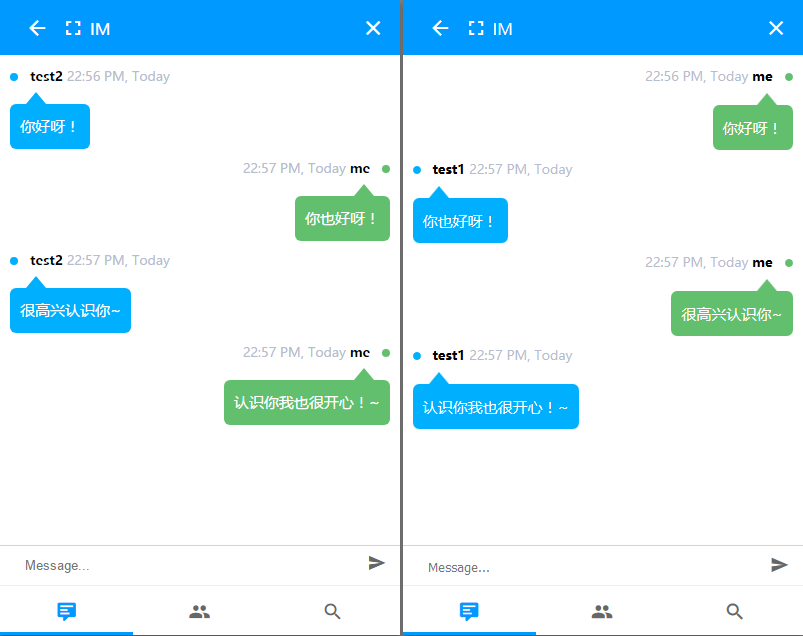 IM
test2 22:56 PM, Today
你好呀！
22:57 PM, Today me
你也好呀！
test2 22:57 PM, Today
很高兴认识你~
22:57 PM, Today me
认识你我也很开心！~
Message...
IM
22:56 PM, Today me
你好呀！
test1 22:57 PM, Today
你也好呀！
22:57 PM, Today me
很高兴认识你~
test1 22:57 PM, Today
认识你我也很开心！~
Message...